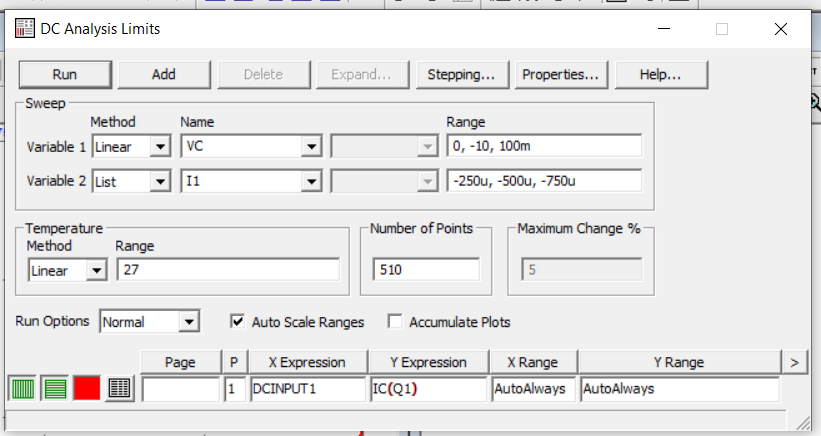 DC Analysis Limits
Run Add Delete Expand... Stepping... Properties... Help...
Sweep
Method Name Range
Variable 1 Linear VC 0, -10, 100m
Variable 2 List I1 -250u, -500u, -750u
Temperature Number of Points Maximum Change %
Method Range
Linear 27 510 5
Run Options Normal Auto Scale Ranges Accumulate Plots
Page P X Expression Y Expression X Range Y Range >
1 DCINPUT1 IC(Q1) AutoAlways AutoAlways